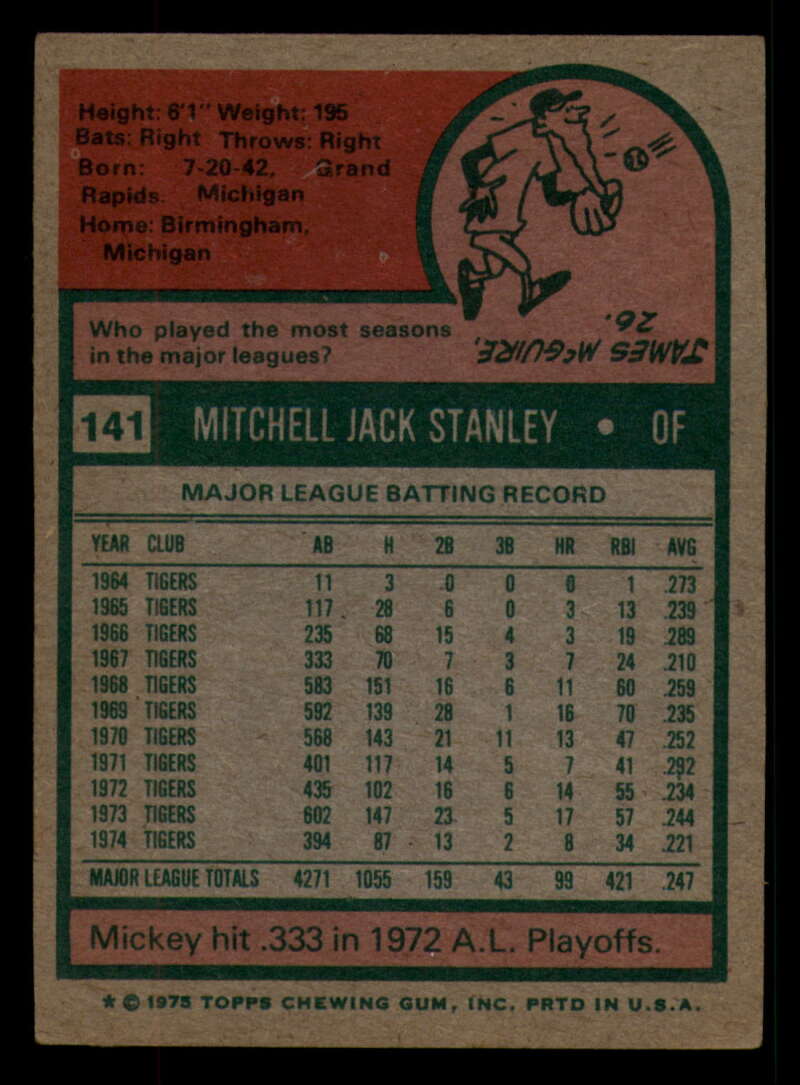 Height: 6'1" Weight: 195
Bats: Right Throws: Right
Born: 7-20-42, Grand
Rapids. Michigan
Home: Birmingham,
Michigan
Who played the most seasons
in the major leagues?
JAMES McGUIRE,
26.
141 MITCHELL JACK STANLEY • OF
MAJOR LEAGUE BATTING RECORD
YEAR CLUB AB H 2B 3B HR RBI AVG
1964 TIGERS 11 3 0 0 0 1 .273
1965 TIGERS 117 28 6 0 3 13 .239
1966 TIGERS 235 68 15 4 3 19 .289
1967 TIGERS 333 70 7 3 7 24 .210
1968 TIGERS 583 151 16 6 11 60 .259
1969 TIGERS 592 139 28 1 16 70 .235
1970 TIGERS 568 143 21 11 13 47 .252
1971 TIGERS 401 117 14 5 7 41 .292
1972 TIGERS 435 102 16 6 14 55 .234
1973 TIGERS 602 147 23 5 17 57 .244
1974 TIGERS 394 87 13 2 8 34 .221
MAJOR LEAGUE TOTALS 4271 1055 159 43 99 421 .247
Mickey hit .333 in 1972 A.L. Playoffs.
* © 1975 TOPPS CHEWING GUM, INC. PRTD IN U.S.A.